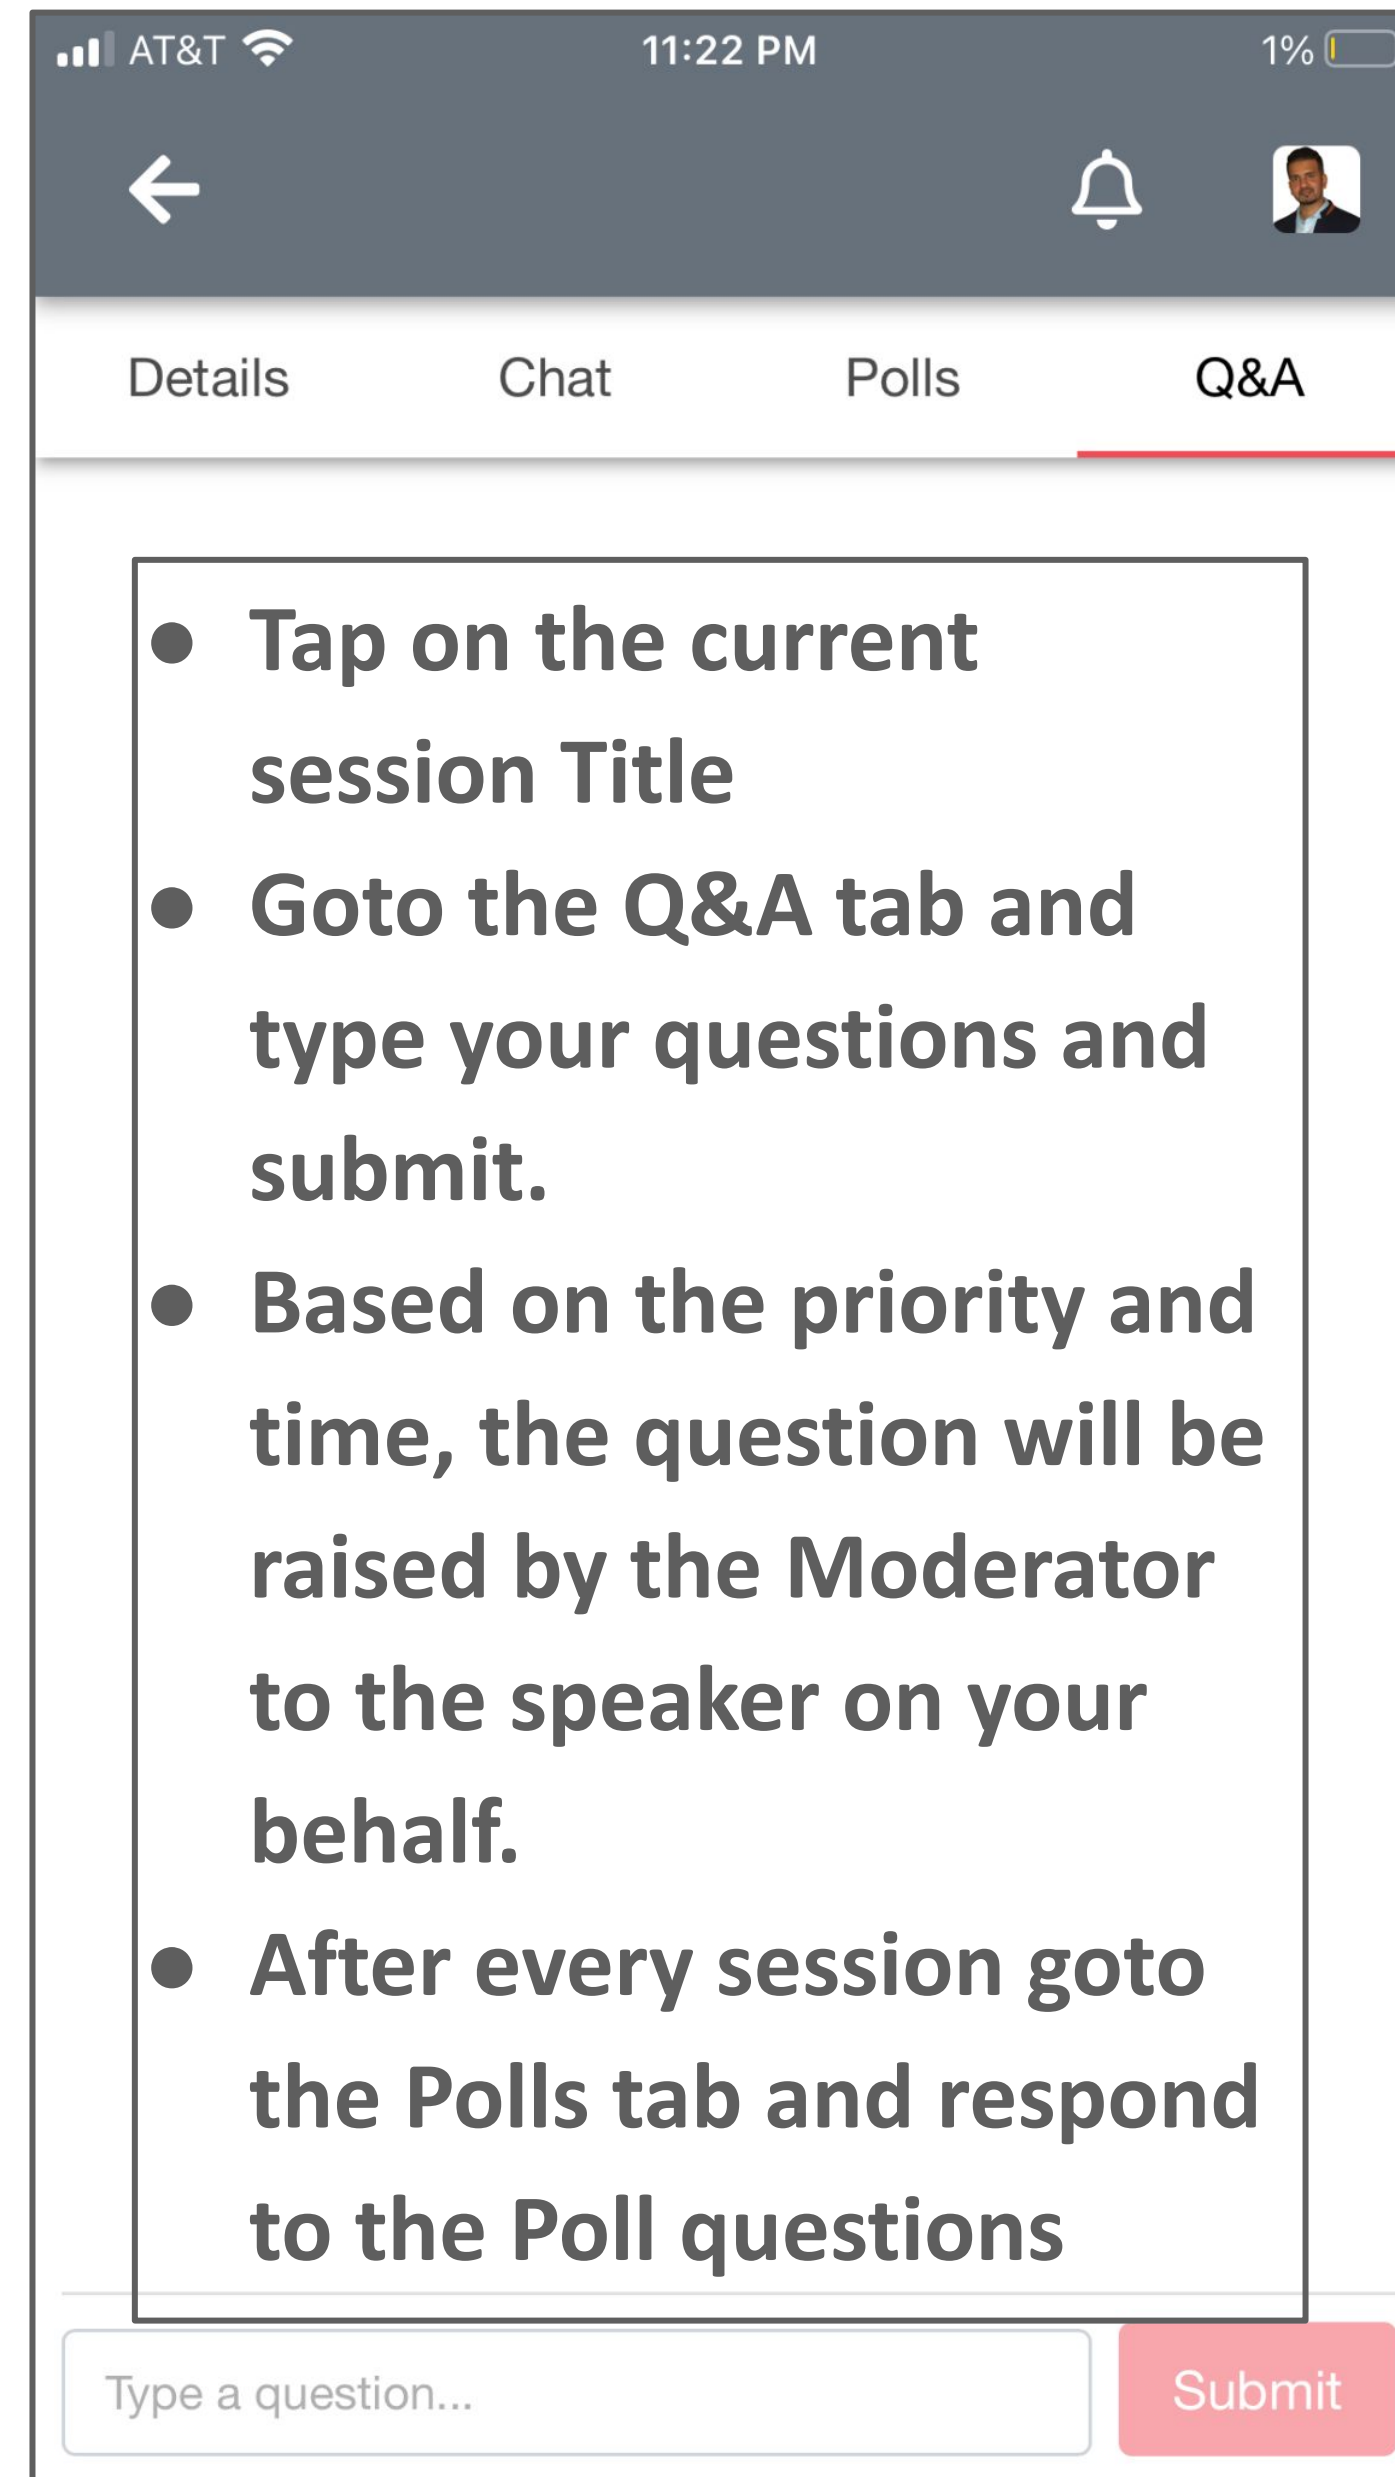 AT&T 11:22 PM 1%
Details Chat Polls Q&A
● Tap on the current
session Title
● Goto the Q&A tab and
type your questions and
submit.
● Based on the priority and
time, the question will be
raised by the Moderator
to the speaker on your
behalf.
● After every session goto
the Polls tab and respond
to the Poll questions
Type a question... Submit